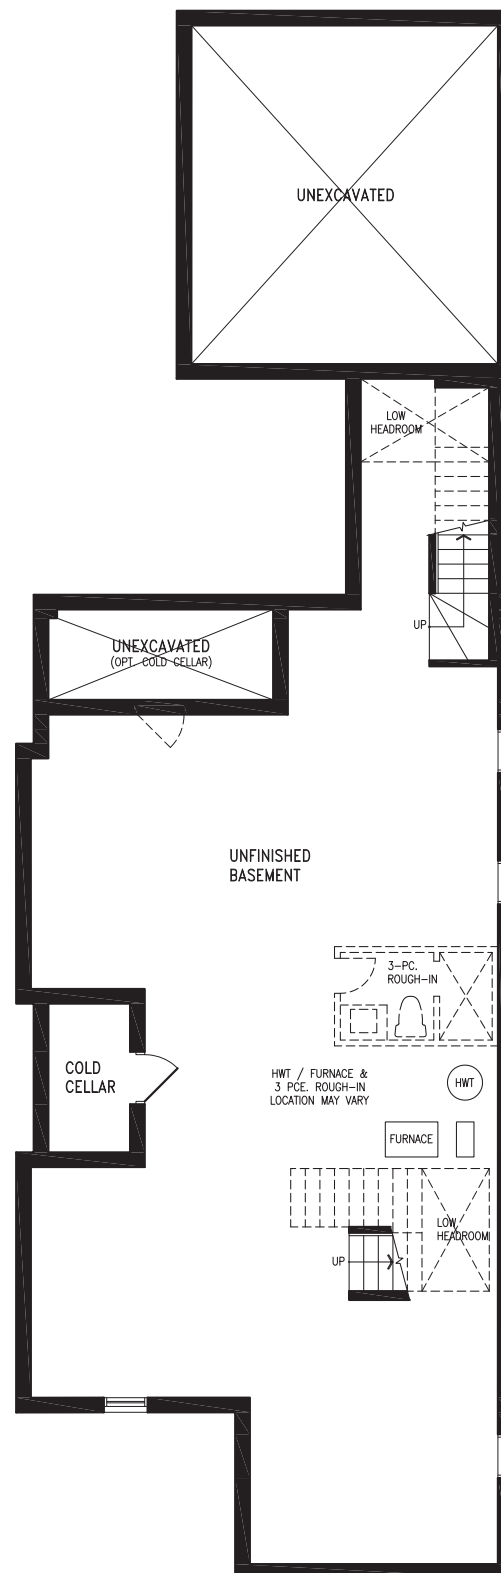 UNEXCAVATED
LOW
HEADROOM
UP
UNEXCAVATED
(OPT. COLD CELLAR)
UNFINISHED
BASEMENT
3-PC.
ROUGH-IN
COLD
CELLAR
HWT / FURNACE &
3 PCE. ROUGH-IN
LOCATION MAY VARY
HWT
FURNACE
LOW
HEADROOM
UP